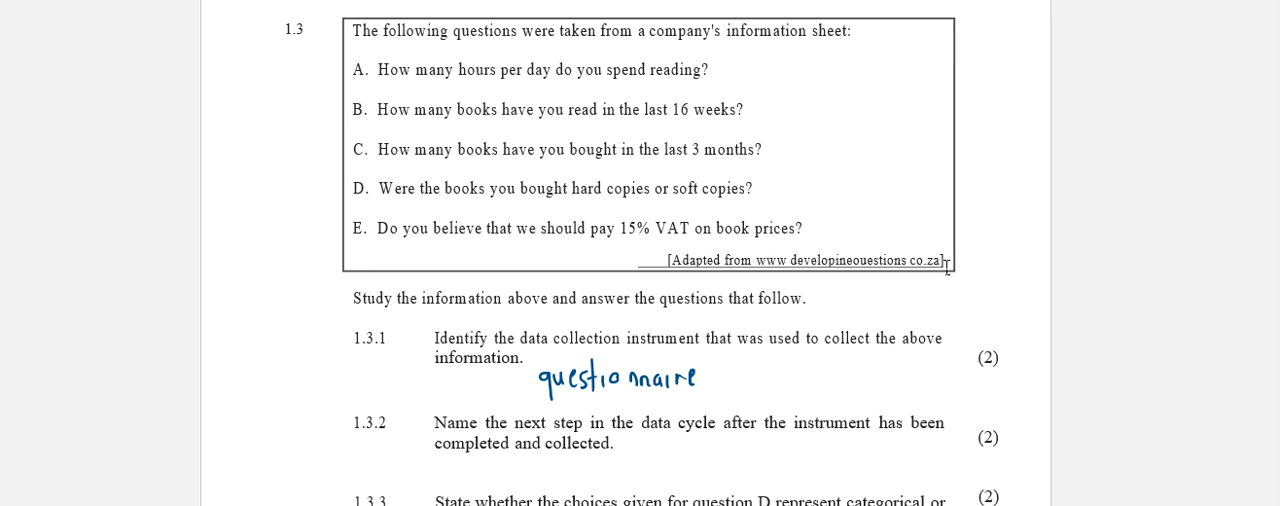 1.3 The following questions were taken from a company's information sheet:
A. How many hours per day do you spend reading?
B. How many books have you read in the last 16 weeks?
C. How many books have you bought in the last 3 months?
D. Were the books you bought hard copies or soft copies?
E. Do you believe that we should pay 15% VAT on book prices?
[Adapted from www developineouestions co.za]
Study the information above and answer the questions that follow.
1.3.1 Identify the data collection instrument that was used to collect the above
information. (2)
questionnaire
1.3.2 Name the next step in the data cycle after the instrument has been
completed and collected. (2)
1.3.3 State whether the choices given for question D represent categorical or (2)